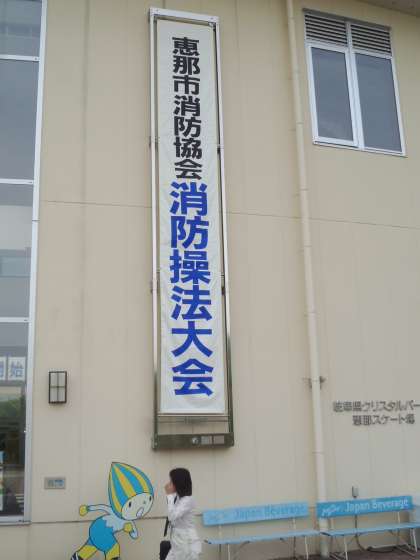 恵那市消防協会
消防操法大会
岐阜県クリスタルパー
恵那スケート場
Japan Beverage
Japan Beverage